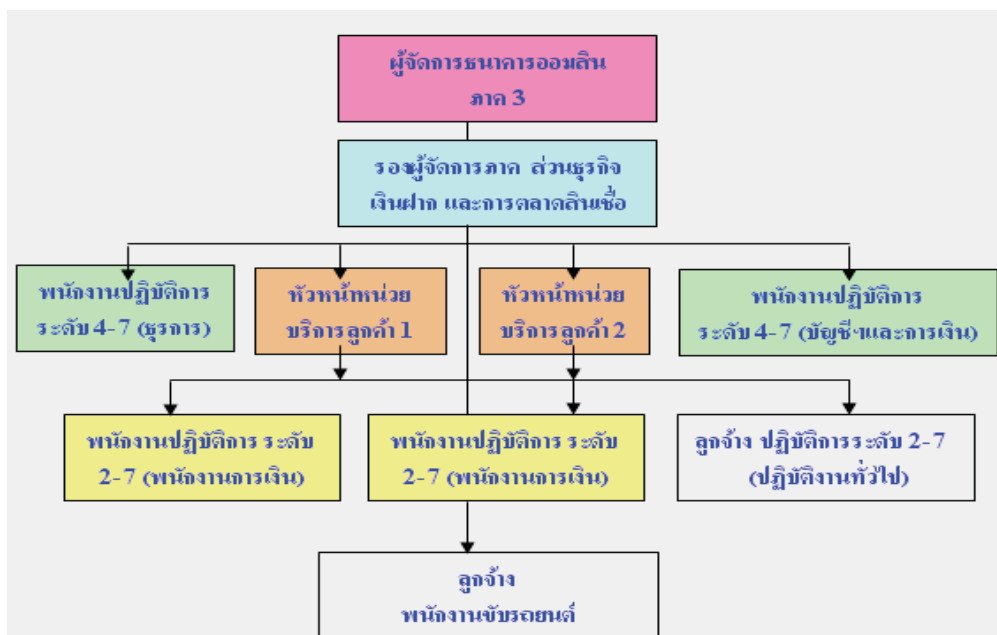 ผู้จัดการธนาคารออมสิน
ภาค 3
รองผู้จัดการภาค ส่วนธุรกิจ
เงินฝาก และการตลาดสินเชื่อ
พนักงานปฏิบัติการ
ระดับ 4-7 (ธุรการ)
หัวหน้าหน่วย
บริการลูกค้า 1
หัวหน้าหน่วย
บริการลูกค้า 2
พนักงานปฏิบัติการ
ระดับ 4-7 (บัญชีฯและการเงิน)
พนักงานปฏิบัติการ ระดับ
2-7 (พนักงานการเงิน)
พนักงานปฏิบัติการ ระดับ
2-7 (พนักงานการเงิน)
ลูกจ้าง ปฏิบัติการระดับ 2-7
(ปฏิบัติงานทั่วไป)
ลูกจ้าง
พนักงานขับรถยนต์